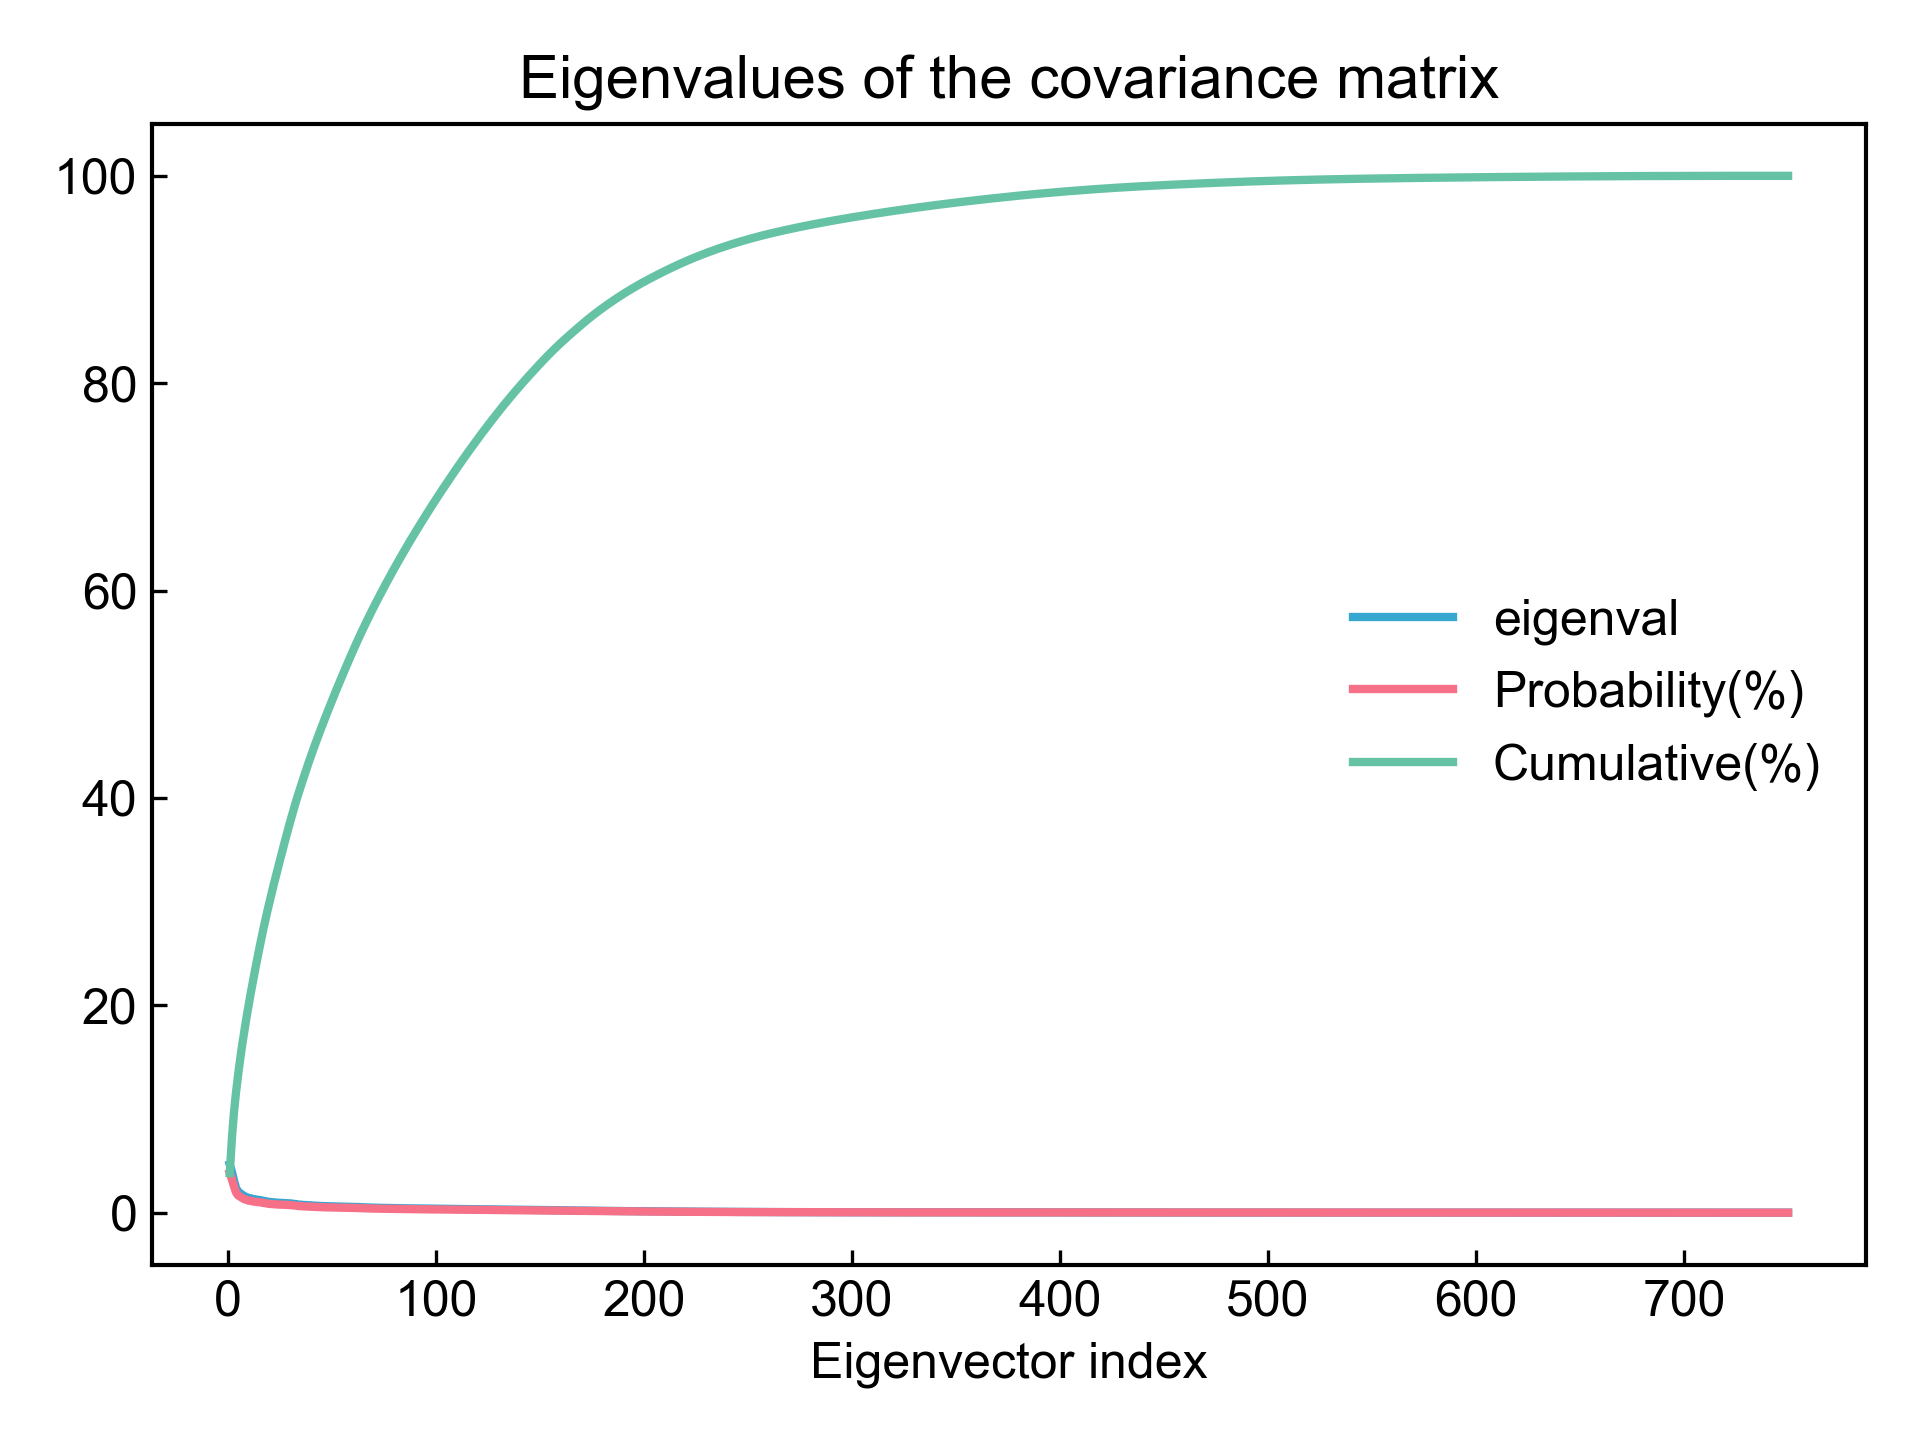 Eigenvalues of the covariance matrix
100
80
60
40
20
0
eigenval
Probability(%)
Cumulative(%)
0 100 200 300 400 500 600 700
Eigenvector index